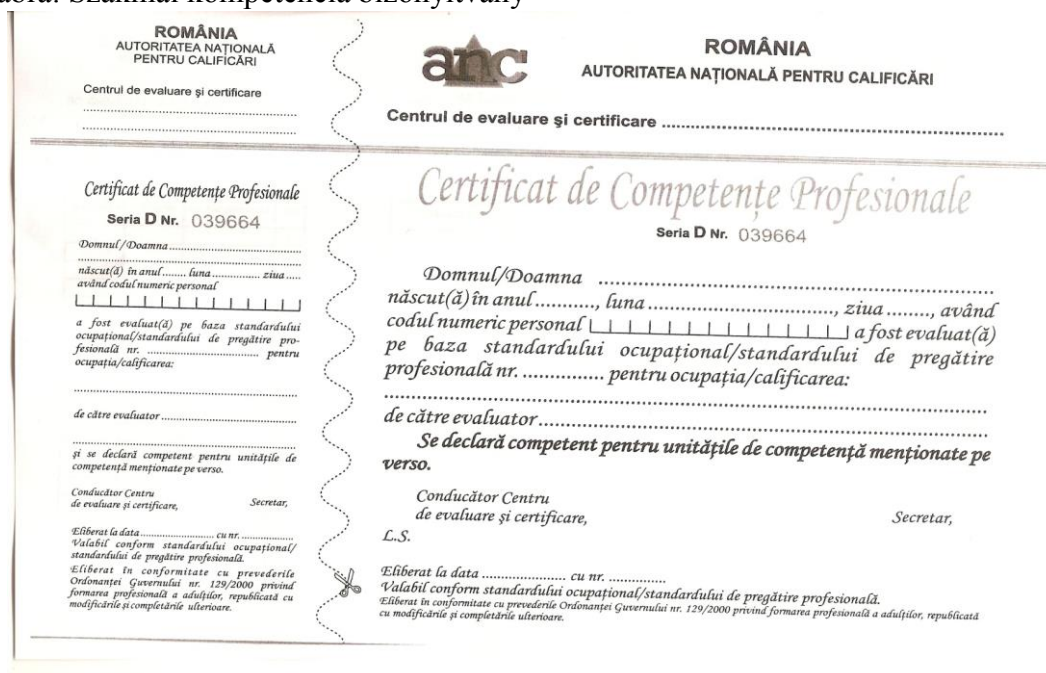 ábra: Szakmai kompetencia bizonyítvány
ROMÂNIA
AUTORITATEA NAȚIONALĂ
PENTRU CALIFICĂRI
Centrul de evaluare și certificare
..........................................................
..........................................................
Certificat de Competențe Profesionale
Seria D Nr. 039664
Domnul/Doamna ........................................
..........................................................
născut(ă) în anul ........ luna ................ ziua .....
având codul numeric personal
a fost evaluat(ă) pe baza standardului
ocupațional/standardului de pregătire pro-
fesională nr. ................................ pentru
ocupația/calificarea:
..........................................................
de către evaluator ........................................
..........................................................
și se declară competent pentru unitățile de
competență menționate pe verso.
Conducător Centru
de evaluare și certificare, Secretar,
Eliberat la data .......................... cu nr. ................
Valabil conform standardului ocupațional/
standardului de pregătire profesională.
Eliberat în conformitate cu prevederile
Ordonanței Guvernului nr. 129/2000 privind
formarea profesională a adulților, republicată cu
modificările și completările ulterioare.
anc
ROMÂNIA
AUTORITATEA NAȚIONALĂ PENTRU CALIFICĂRI
Centrul de evaluare și certificare ................................................................
Certificat de Competențe Profesionale
Seria D Nr. 039664
Domnul/Doamna ................................................................
născut(ă) în anul ............, luna ..................................., ziua ........, având
codul numeric personal a fost evaluat(ă)
pe baza standardului ocupațional/standardului de pregătire
profesională nr. ............... pentru ocupația/calificarea:
................................................................................
de către evaluator ................................................................
Se declară competent pentru unitățile de competență menționate pe
verso.
Conducător Centru
de evaluare și certificare, Secretar,
L.S.
Eliberat la data ....................... cu nr. ...............
Valabil conform standardului ocupațional/standardului de pregătire profesională.
Eliberat în conformitate cu prevederile Ordonanței Guvernului nr. 129/2000 privind formarea profesională a adulților, republicată
cu modificările și completările ulterioare.